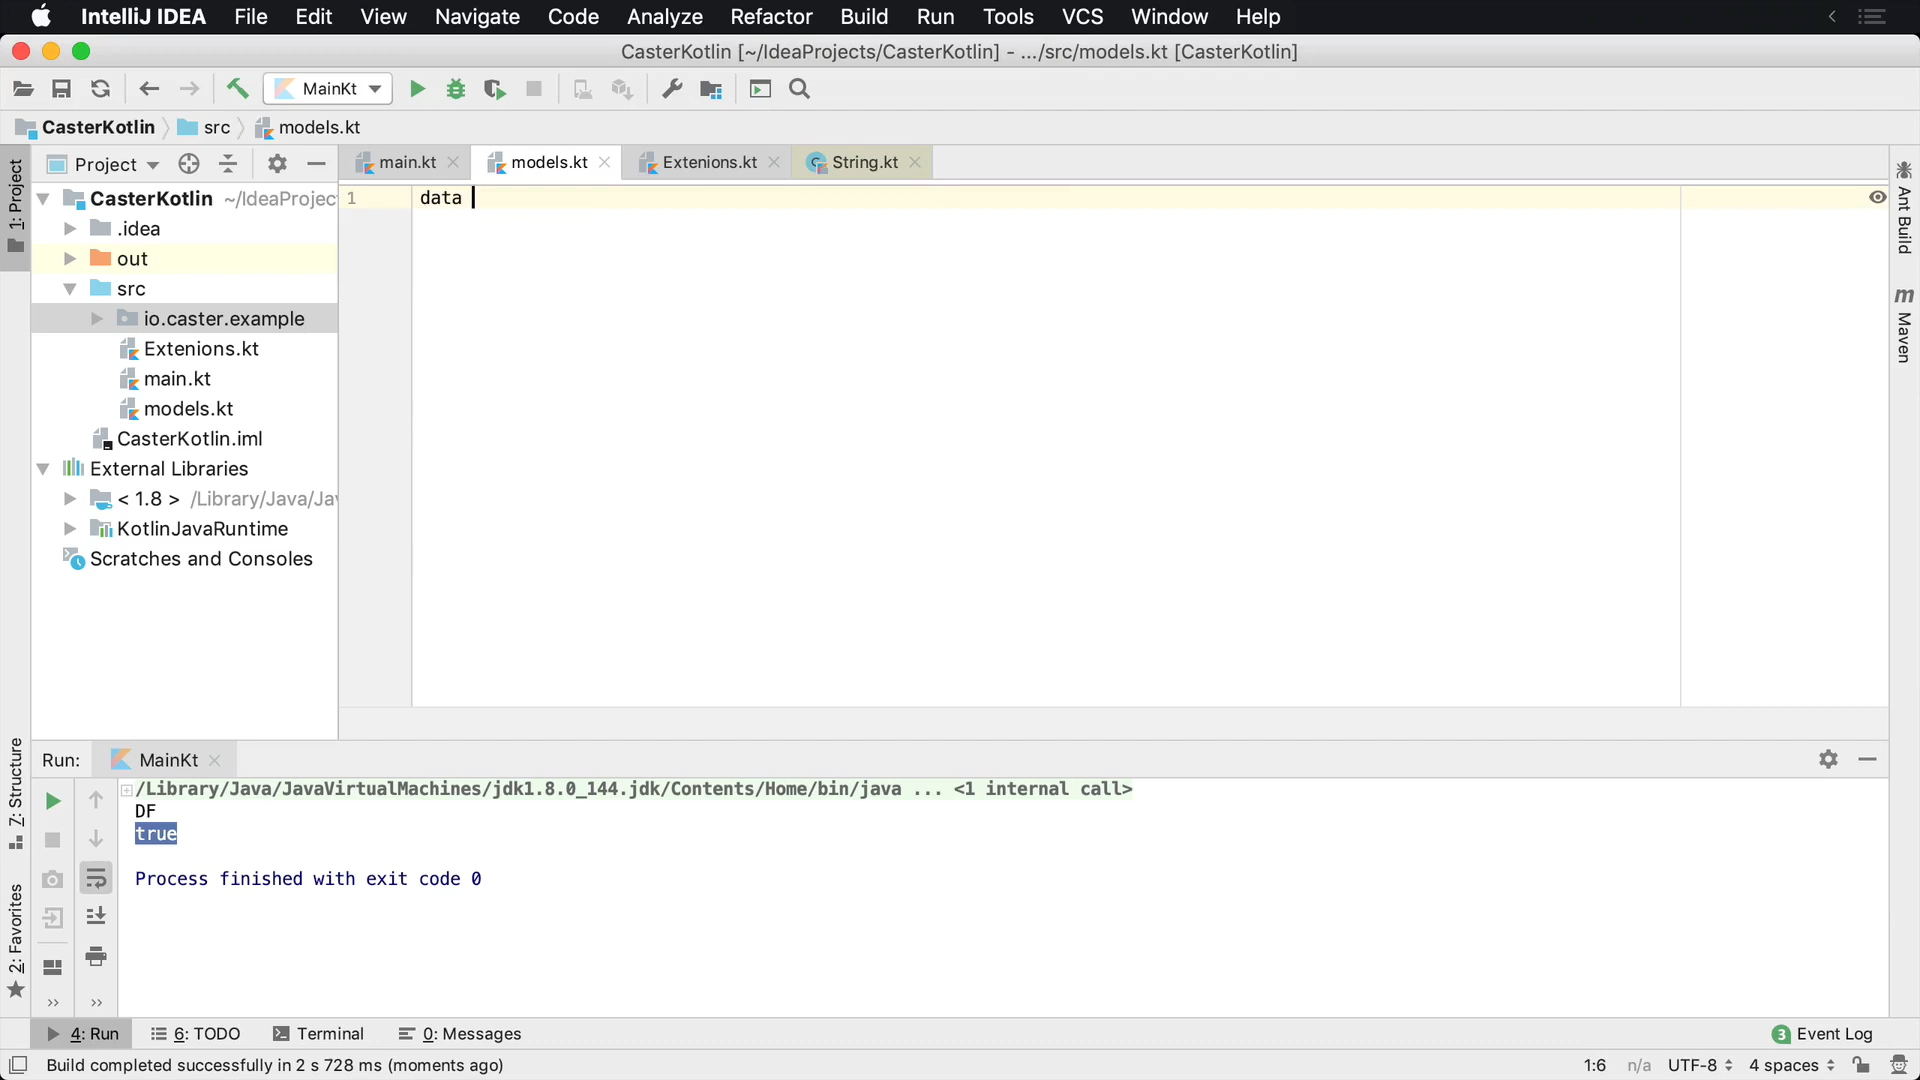 IntelliJ IDEA File Edit View Navigate Code Analyze Refactor Build Run Tools VCS Window Help
CasterKotlin [~/IdeaProjects/CasterKotlin] - .../src/models.kt [CasterKotlin]
MainKt
CasterKotlin src models.kt
Project main.kt models.kt Extenions.kt String.kt
1: Project
CasterKotlin ~/IdeaProjec
1 data
.idea
out
src
io.caster.example
Extenions.kt
main.kt
models.kt
CasterKotlin.iml
External Libraries
< 1.8 > /Library/Java/Ja
KotlinJavaRuntime
Scratches and Consoles
Ant Build
m Maven
Z: Structure
2: Favorites
Run: MainKt
/Library/Java/JavaVirtualMachines/jdk1.8.0_144.jdk/Contents/Home/bin/java ... <1 internal call>
DF
true
Process finished with exit code 0
4: Run 6: TODO Terminal 0: Messages 3 Event Log
Build completed successfully in 2 s 728 ms (moments ago) 1:6 n/a UTF-8 4 spaces